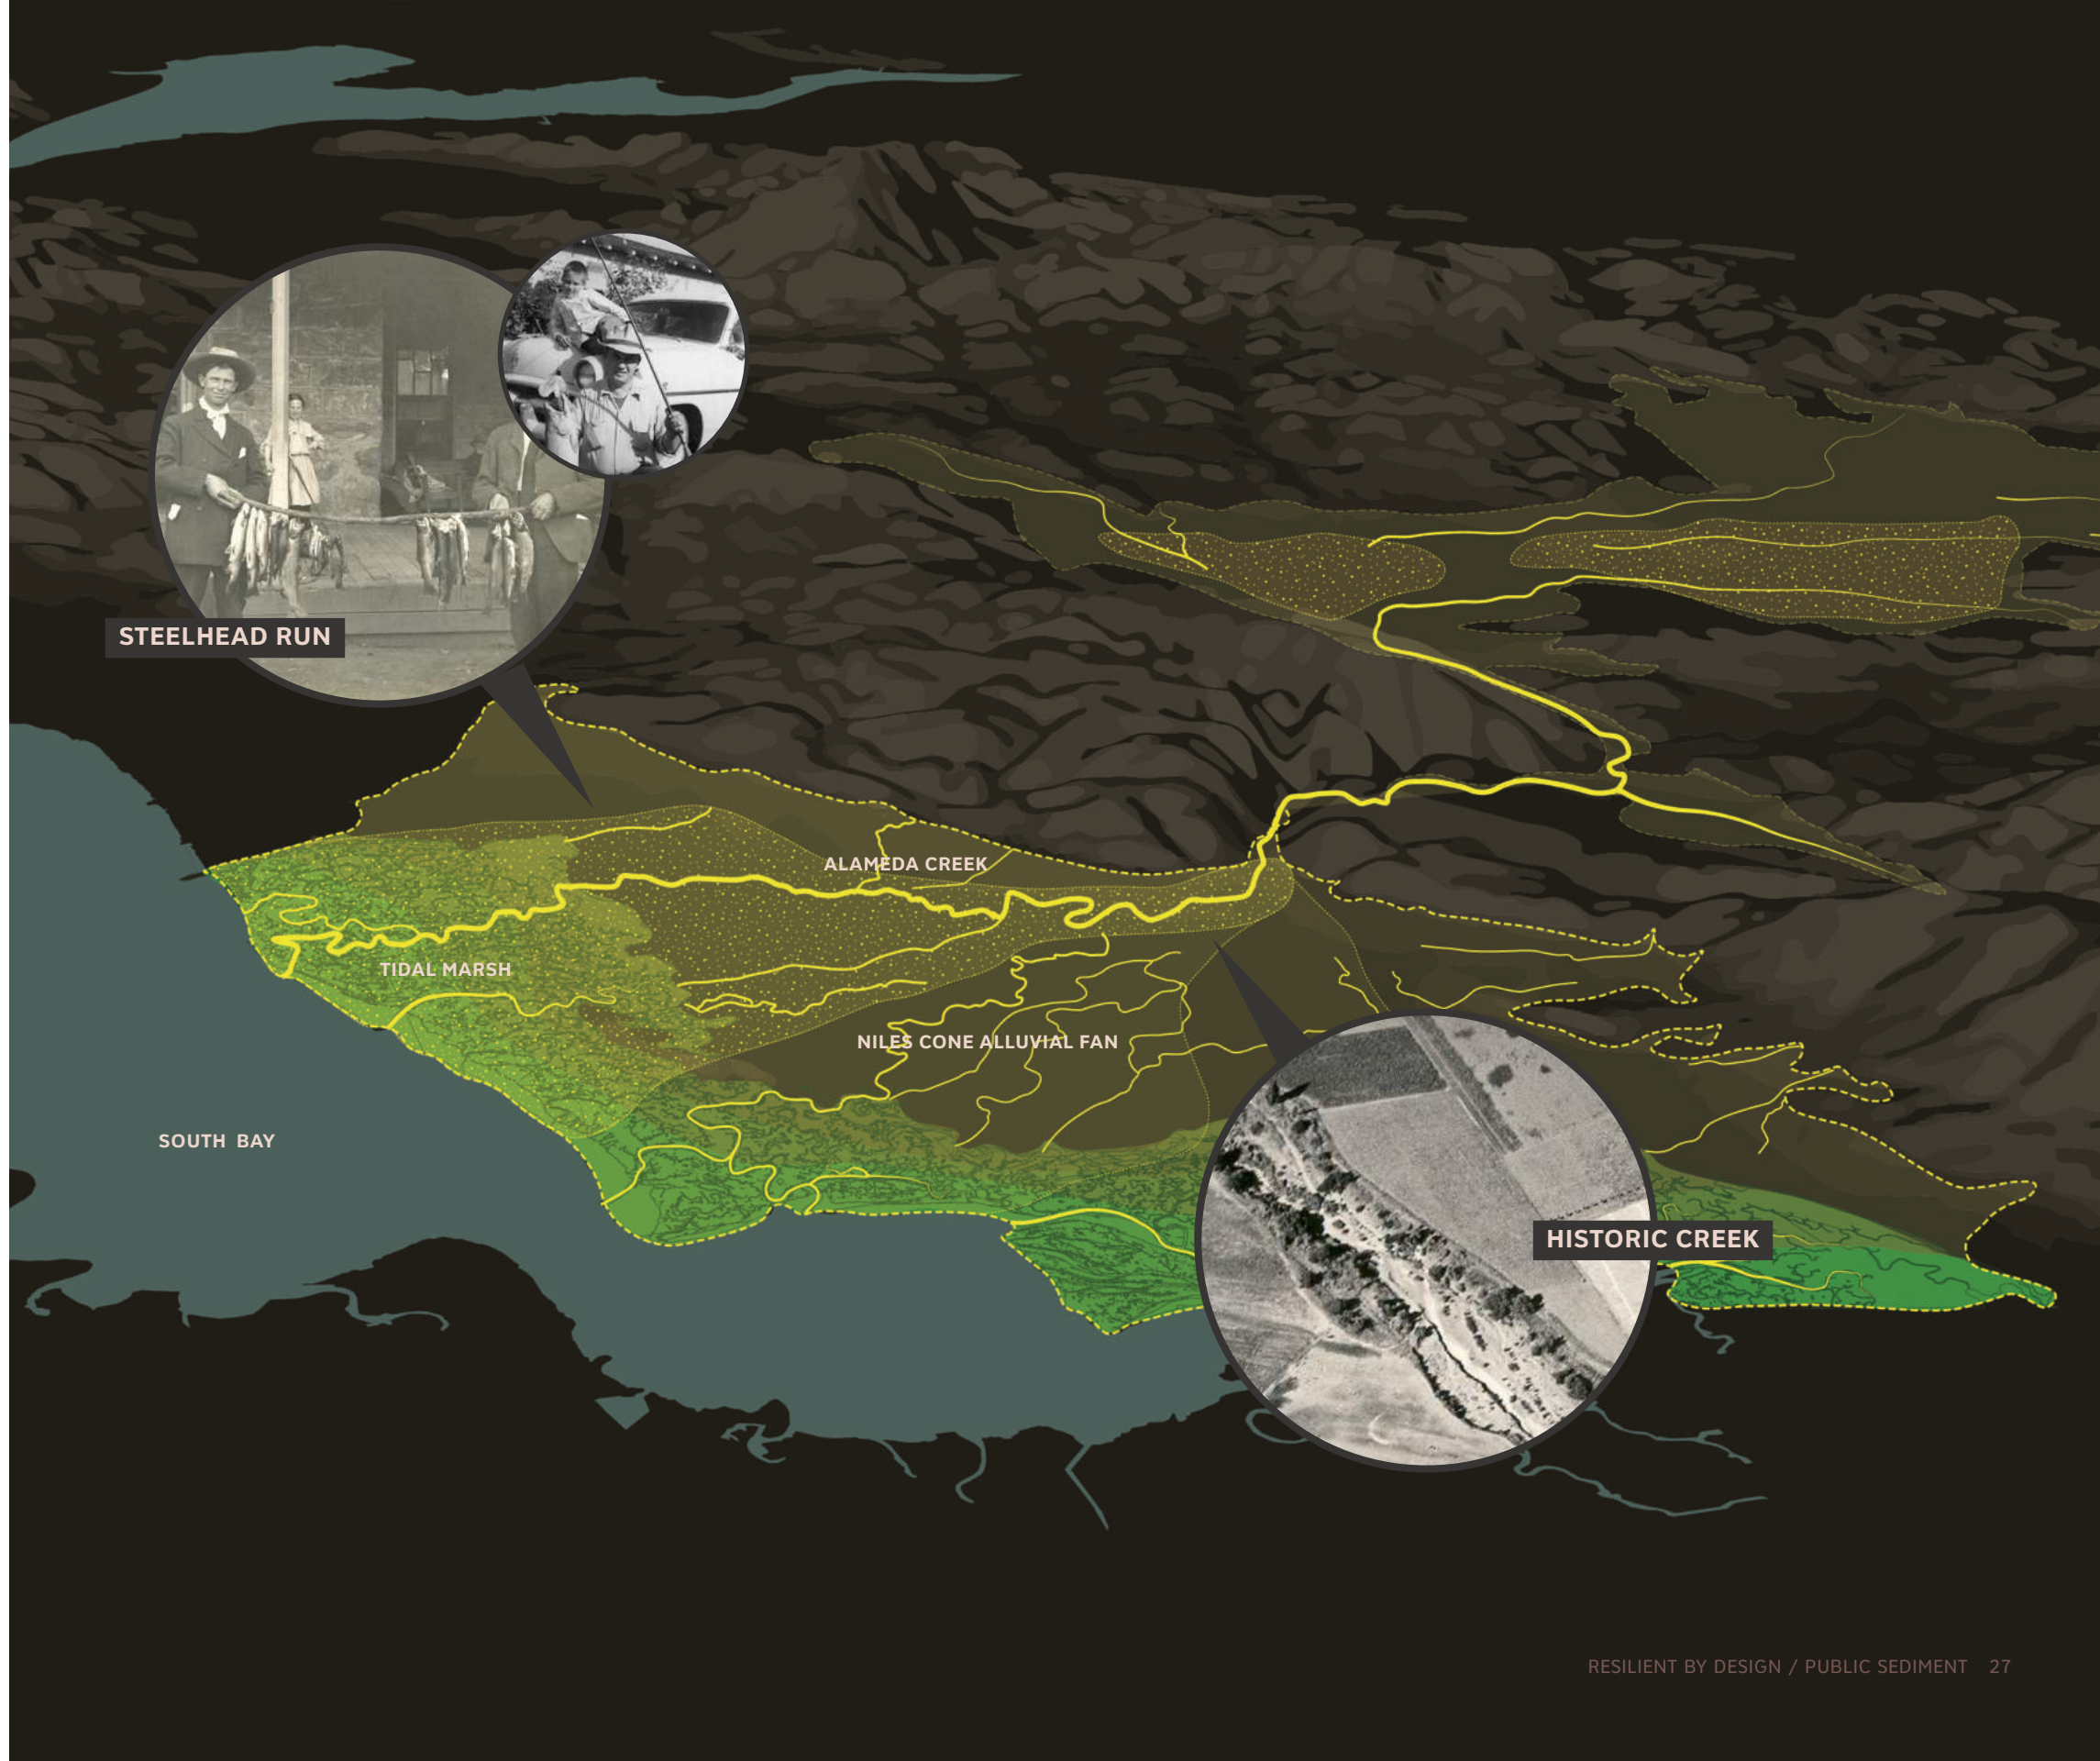 STEELHEAD RUN
ALAMEDA CREEK
TIDAL MARSH
NILES CONE ALLUVIAL FAN
SOUTH BAY
HISTORIC CREEK
RESILIENT BY DESIGN / PUBLIC SEDIMENT 27